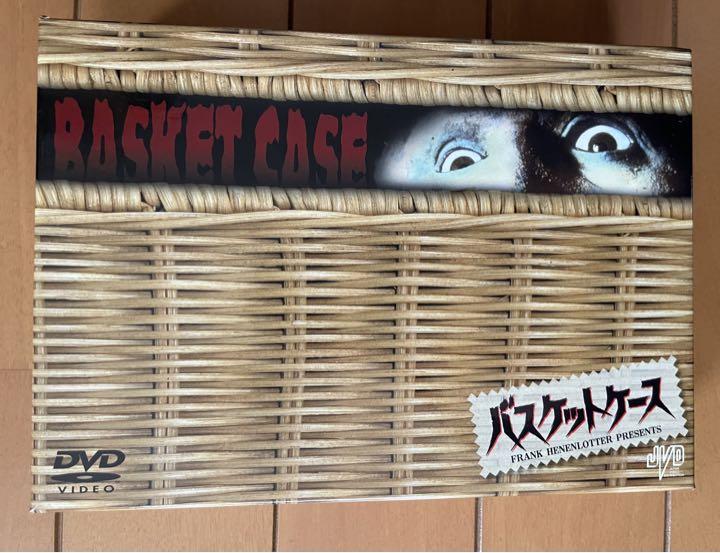 BASKET CASE
バスケットケース
FRANK HENENLOTTER PRESENTS
DVD
VIDEO
JVD